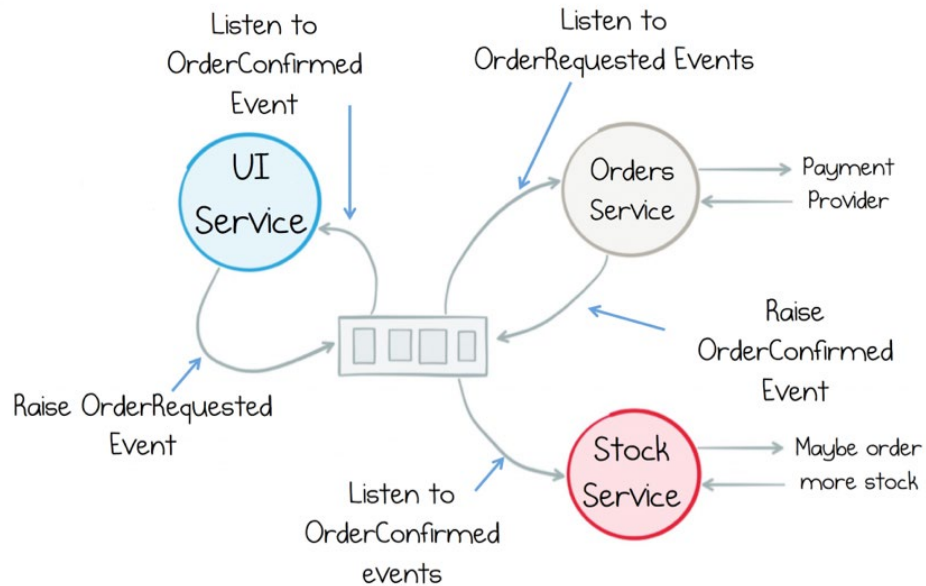 Listen to
OrderConfirmed
Event
Listen to
OrderRequested Events
UI
Service
Orders
Service
Payment
Provider
Raise
OrderConfirmed
Event
Raise OrderRequested
Event
Stock
Service
Maybe order
more stock
Listen to
OrderConfirmed
events